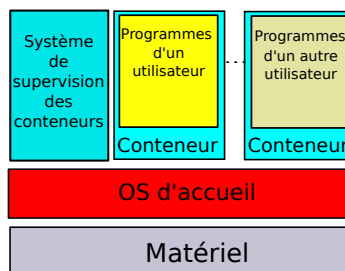 Système
de
supervision
des
conteneurs
Programmes
d'un
utilisateur
Conteneur
Programmes
d'un autre
utilisateur
Conteneur
OS d'accueil
Matériel